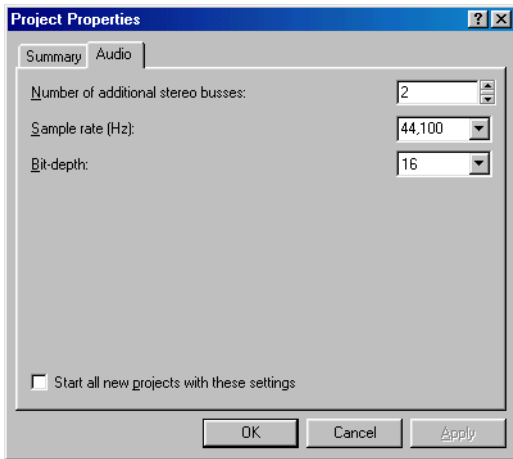 Project Properties
Summary Audio
Number of additional stereo busses: 2
Sample rate (Hz): 44,100
Bit-depth: 16
Start all new projects with these settings
OK Cancel Apply